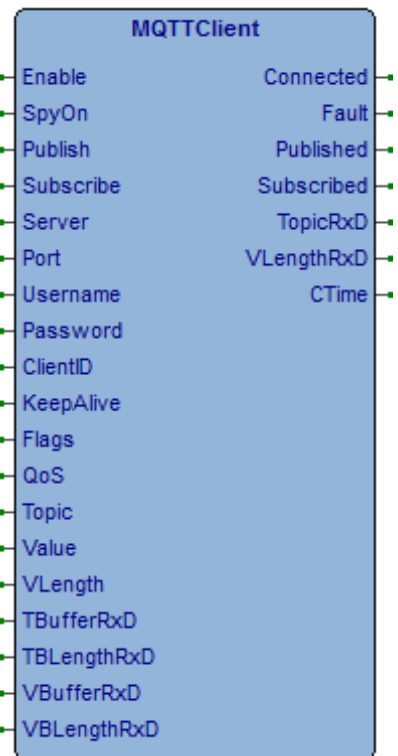 MQTTClient
Enable Connected
SpyOn Fault
Publish Published
Subscribe Subscribed
Server TopicRxD
Port VLengthRxD
Username CTime
Password
ClientID
KeepAlive
Flags
QoS
Topic
Value
VLength
TBufferRxD
TBLengthRxD
VBufferRxD
VBLengthRxD